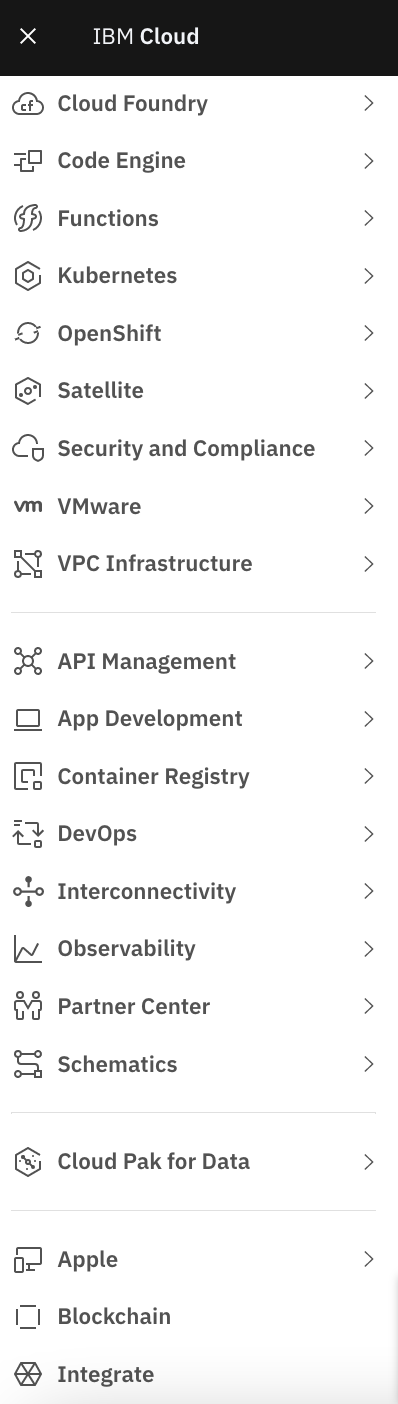 IBM Cloud
Cloud Foundry
Code Engine
Functions
Kubernetes
OpenShift
Satellite
Security and Compliance
vm VMware
VPC Infrastructure
API Management
App Development
Container Registry
DevOps
Interconnectivity
Observability
Partner Center
Schematics
Cloud Pak for Data
Apple
Blockchain
Integrate